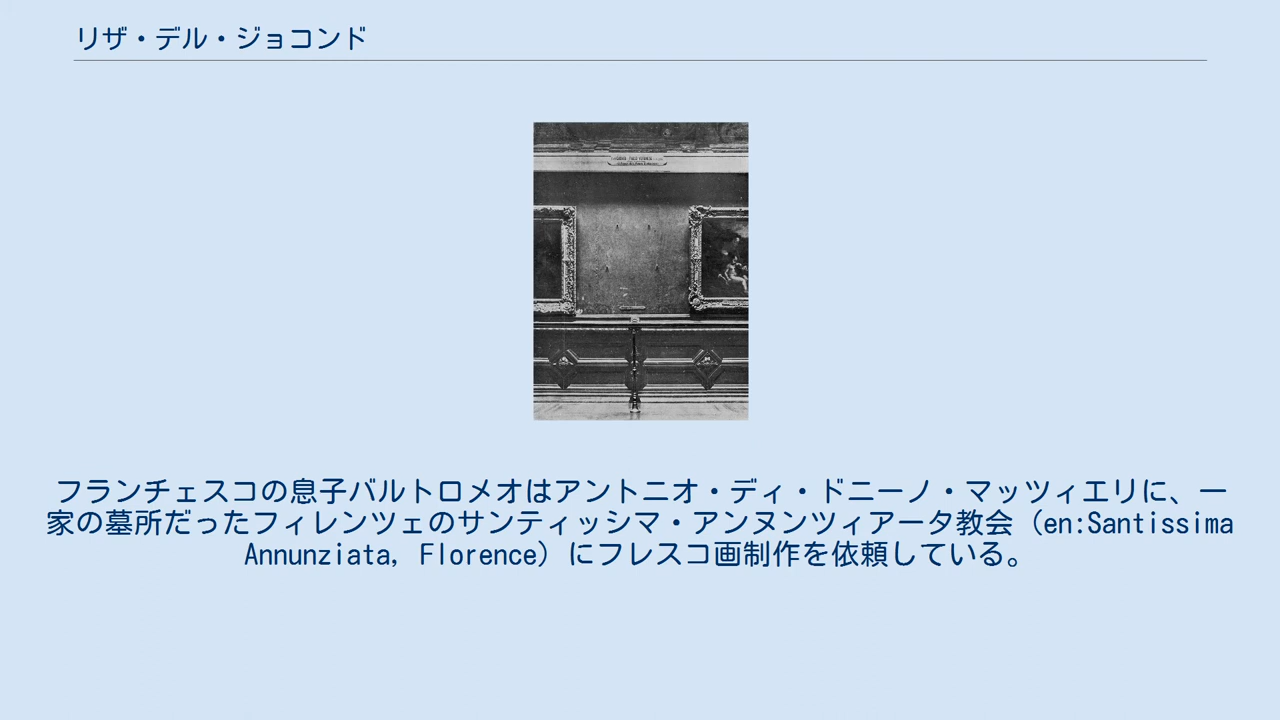 リザ・デル・ジョコンド
フランチェスコの息子バルトロメオはアントニオ・ディ・ドニーノ・マッツィエリに、一
家の墓所だったフィレンツェのサンティッシマ・アンヌンツィアータ教会（en:Santissima
Annunziata, Florence）にフレスコ画制作を依頼している。